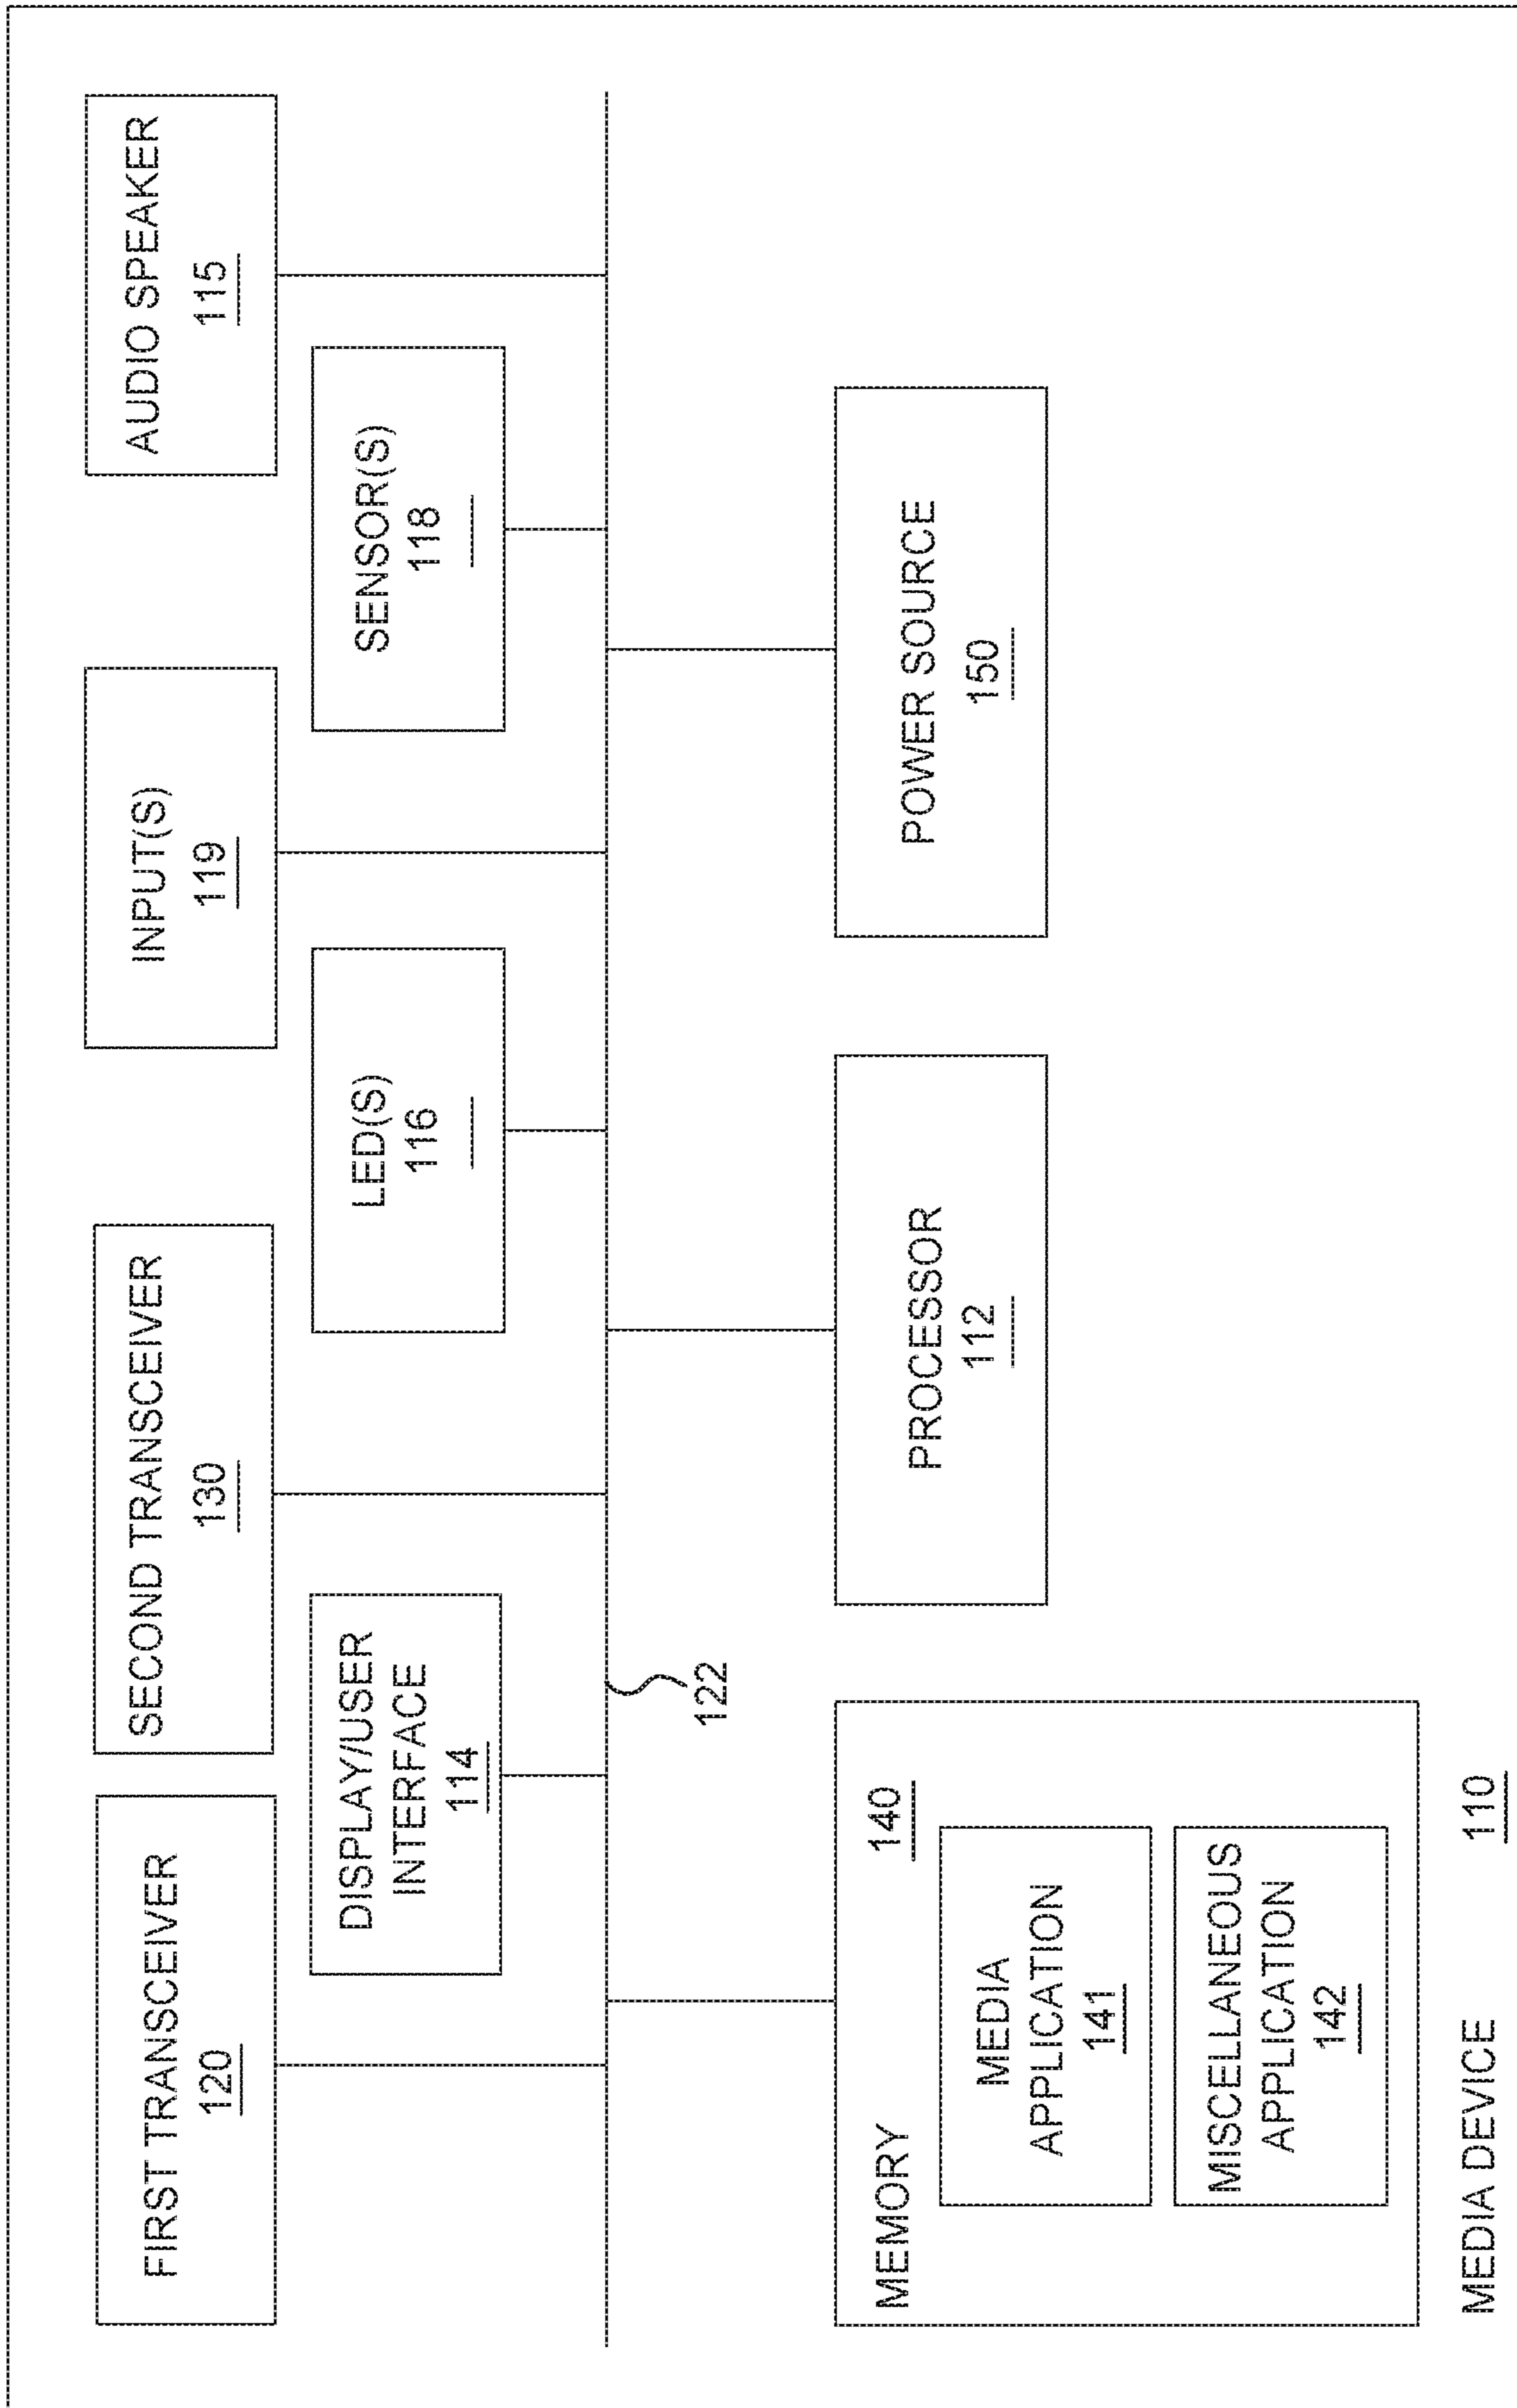 FIRST TRANSCEIVER
120
SECOND TRANSCEIVER
130
INPUT(S)
119
AUDIO SPEAKER
115
DISPLAY/USER
INTERFACE
114
LED(S)
116
SENSOR(S)
118
122
MEMORY
140
MEDIA
APPLICATION
141
MISCELLANEOUS
APPLICATION
142
PROCESSOR
112
POWER SOURCE
150
MEDIA DEVICE
110